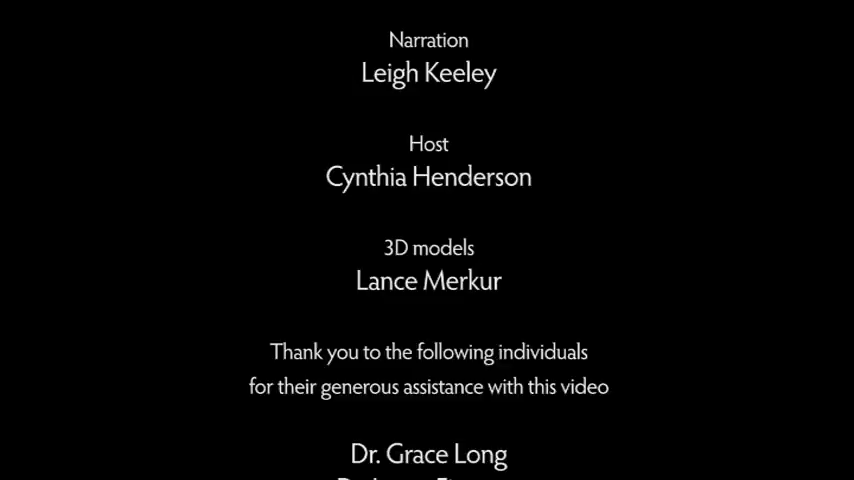 Narration
Leigh Keeley
Host
Cynthia Henderson
3D models
Lance Merkur
Thank you to the following individuals
for their generous assistance with this video
Dr. Grace Long